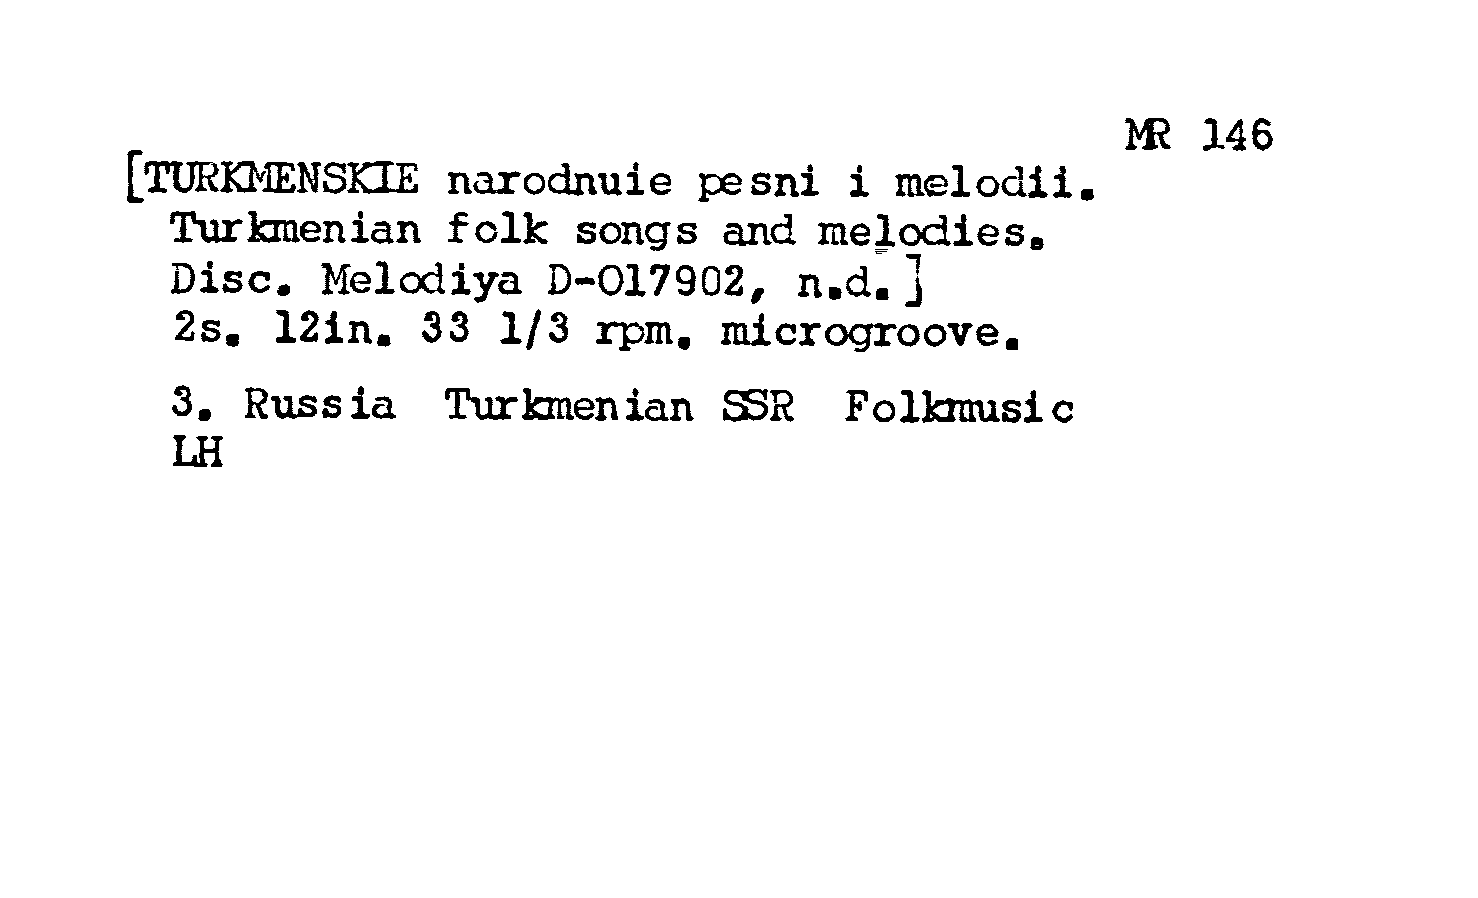 MR 146
[TURKMENSKIE narodnuie pesni i melodii.
Turkmenian folk songs and melodies.
Disc. Melodiya D-017902, n.d.]
2s. 12in. 33 1/3 rpm. microgroove.
3. Russia Turkmenian SSR Folkmusic
LH